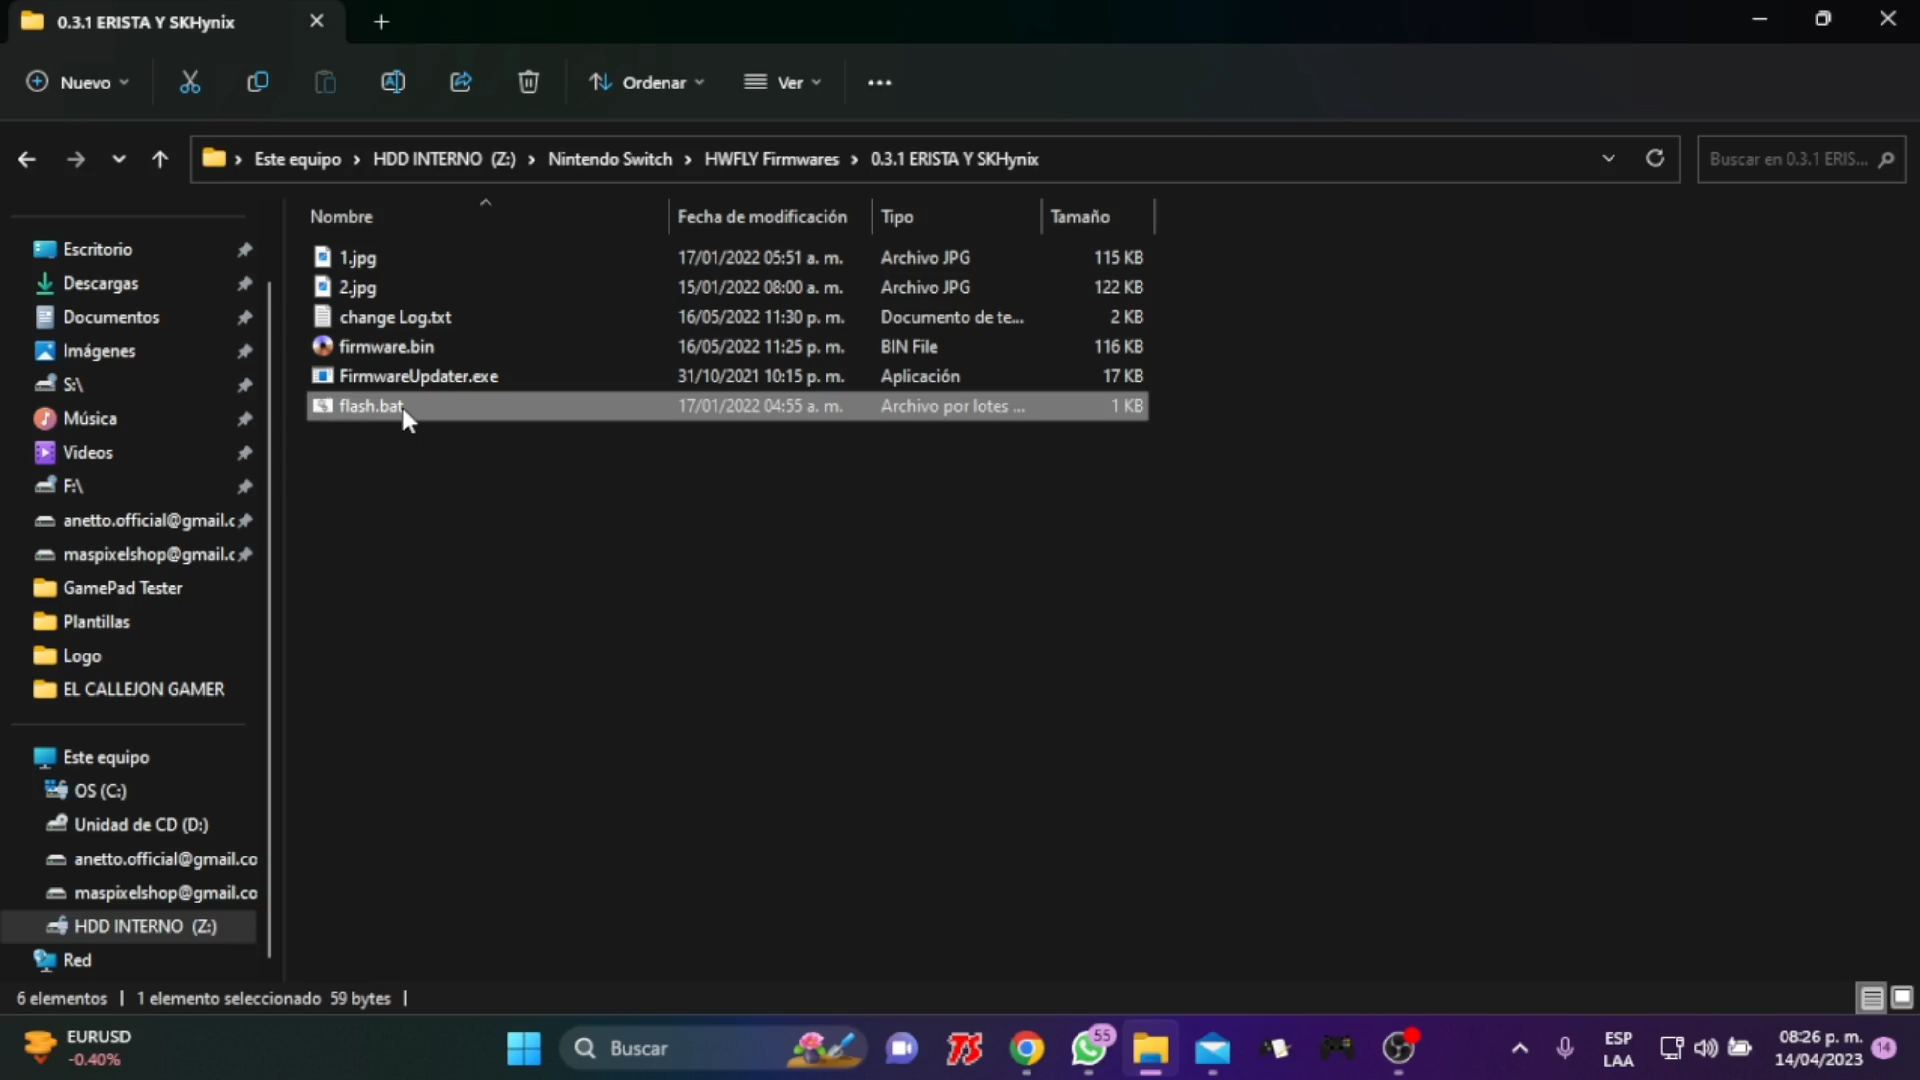 0.3.1 ERISTA Y SKHynix
Nuevo
Ordenar
Ver
Este equipo > HDD INTERNO (Z:) > Nintendo Switch > HWFLY Firmwares > 0.3.1 ERISTA Y SKHynix
Buscar en 0.3.1 ERIS...
Nombre Fecha de modificación Tipo Tamaño
1.jpg 17/01/2022 05:51 a. m. Archivo JPG 115 KB
2.jpg 15/01/2022 08:00 a. m. Archivo JPG 122 KB
change Log.txt 16/05/2022 11:30 p. m. Documento de te... 2 KB
firmware.bin 16/05/2022 11:25 p. m. BIN File 116 KB
FirmwareUpdater.exe 31/10/2021 10:15 p. m. Aplicación 17 KB
flash.bat 17/01/2022 04:55 a. m. Archivo por lotes ... 1 KB
Escritorio
Descargas
Documentos
Imágenes
S:\
Música
Videos
F:\
anetto.official@gmail.c
maspixelshop@gmail.c
GamePad Tester
Plantillas
Logo
EL CALLEJON GAMER
Este equipo
OS (C:)
Unidad de CD (D:)
anetto.official@gmail.co
maspixelshop@gmail.co
HDD INTERNO (Z:)
Red
6 elementos | 1 elemento seleccionado 59 bytes |
EURUSD
-0.40%
Buscar
55
ESP
LAA
08:26 p. m.
14/04/2023
14